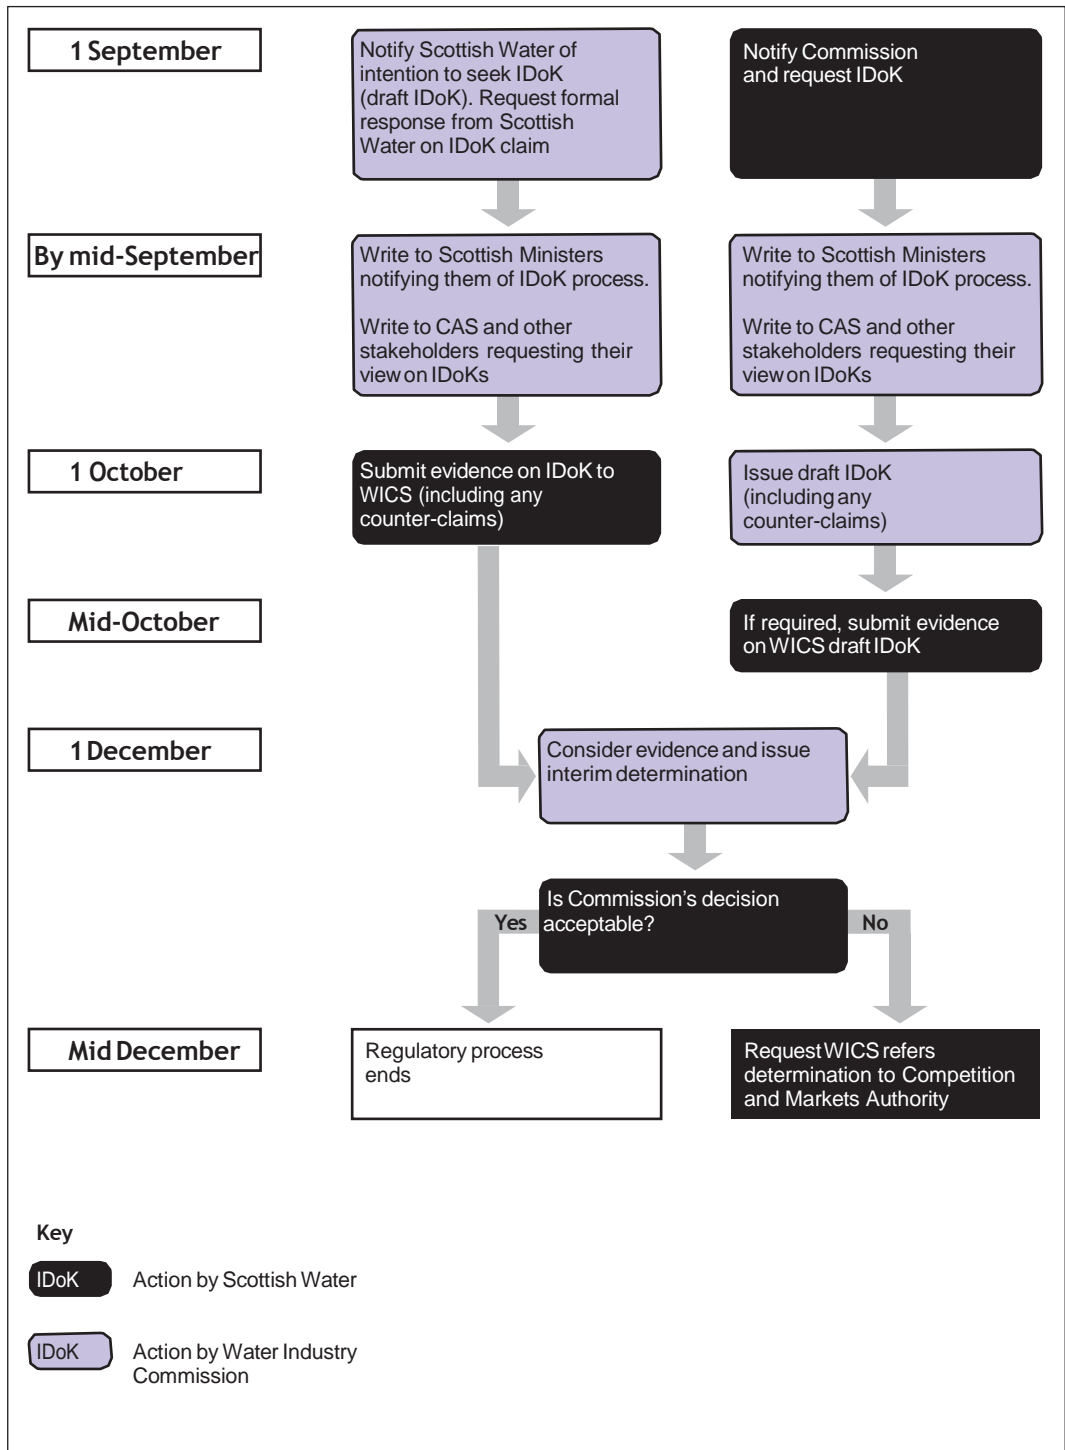 1 September
Notify Scottish Water of
intention to seek IDoK
(draft IDoK). Request formal
response from Scottish
Water on IDoK claim
Notify Commission
and request IDoK
By mid-September
Write to Scottish Ministers
notifying them of IDoK process.
Write to CAS and other
stakeholders requesting their
view on IDoKs
Write to Scottish Ministers
notifying them of IDoK process.
Write to CAS and other
stakeholders requesting their
view on IDoKs
1 October
Submit evidence on IDoK to
WICS (including any
counter-claims)
Issue draft IDoK
(including any
counter-claims)
Mid-October
If required, submit evidence
on WICS draft IDoK
1 December
Consider evidence and issue
interim determination
Is Commission’s decision
acceptable?
Yes
No
Mid December
Regulatory process
ends
Request WICS refers
determination to Competition
and Markets Authority
Key
IDoK
Action by Scottish Water
IDoK
Action by Water Industry
Commission